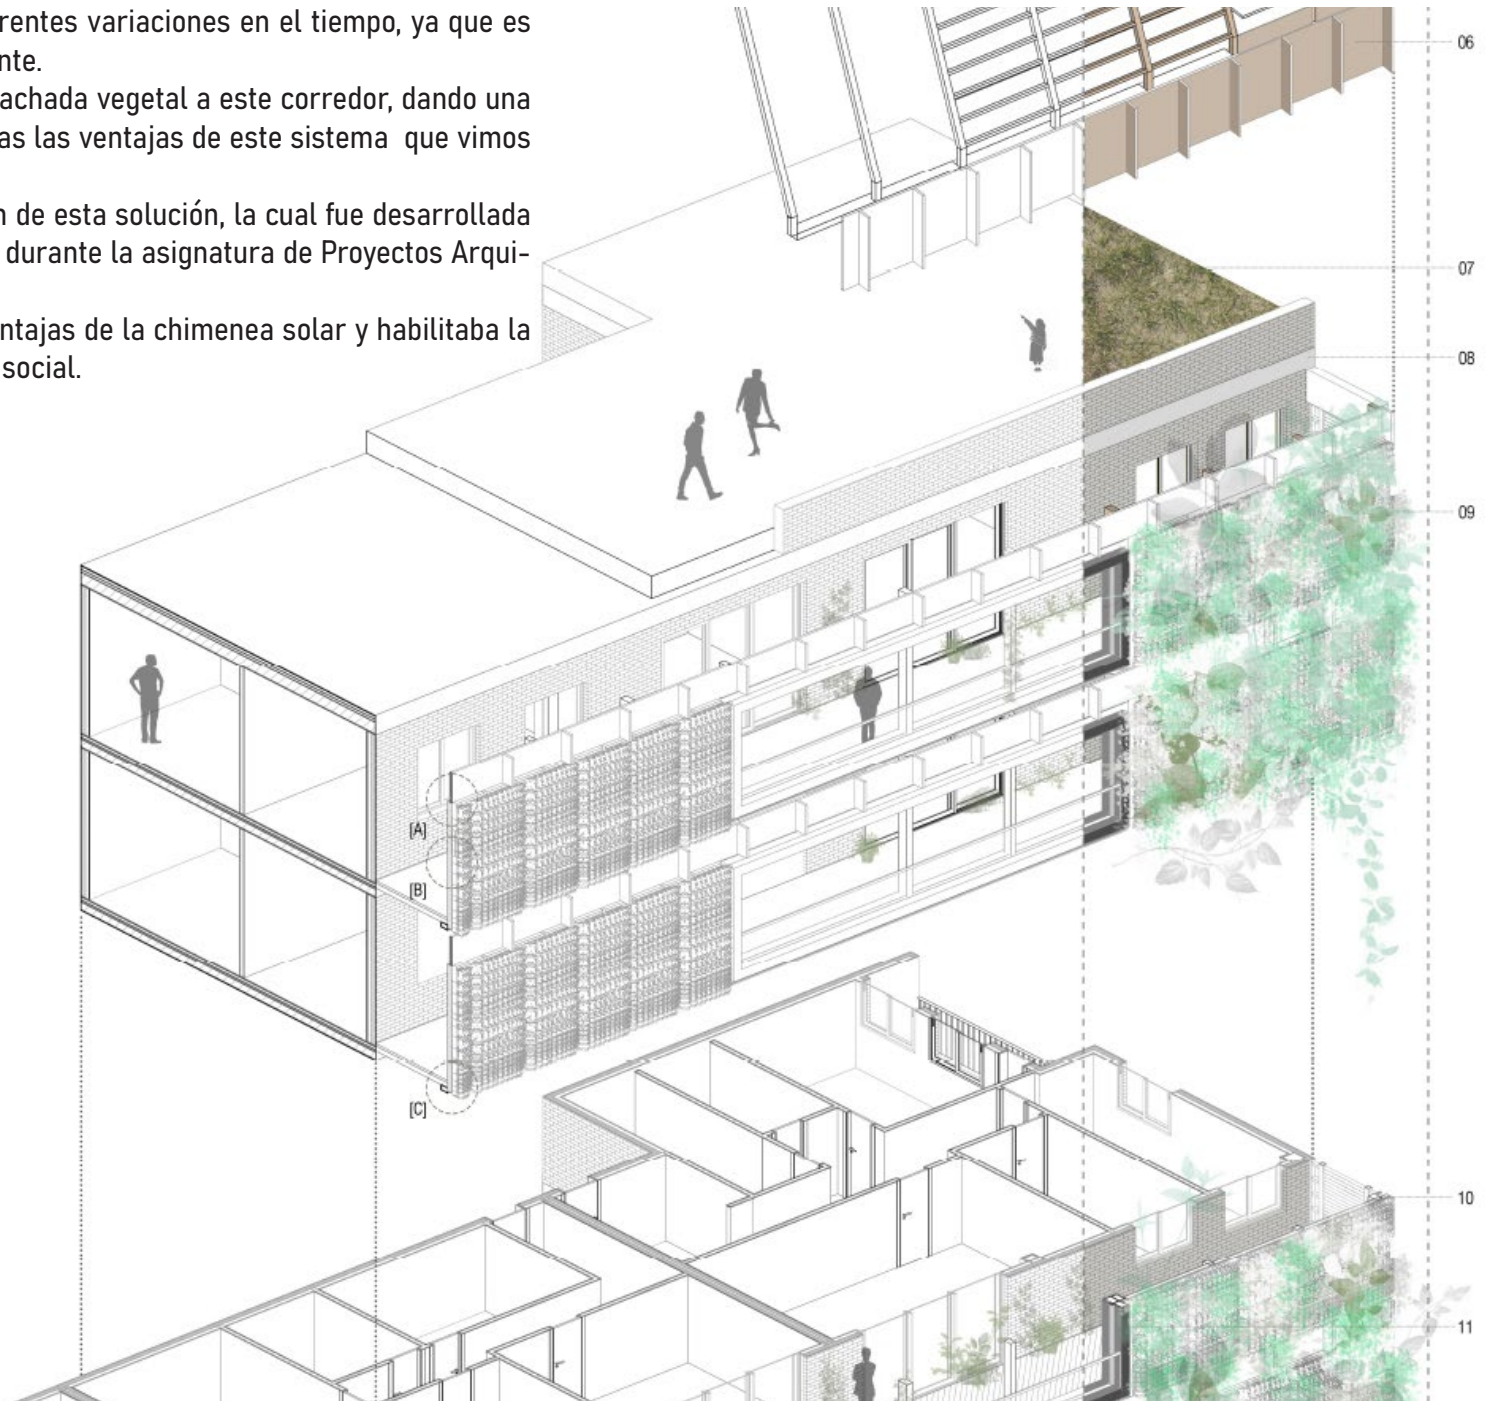 rentes variaciones en el tiempo, ya que es
nte.
achada vegetal a este corredor, dando una
as las ventajas de este sistema que vimos
n de esta solución, la cual fue desarrollada
durante la asignatura de Proyectos Arqui-
ntajas de la chimenea solar y habilitaba la
social.
06
07
08
09
[A]
[B]
[C]
10
11